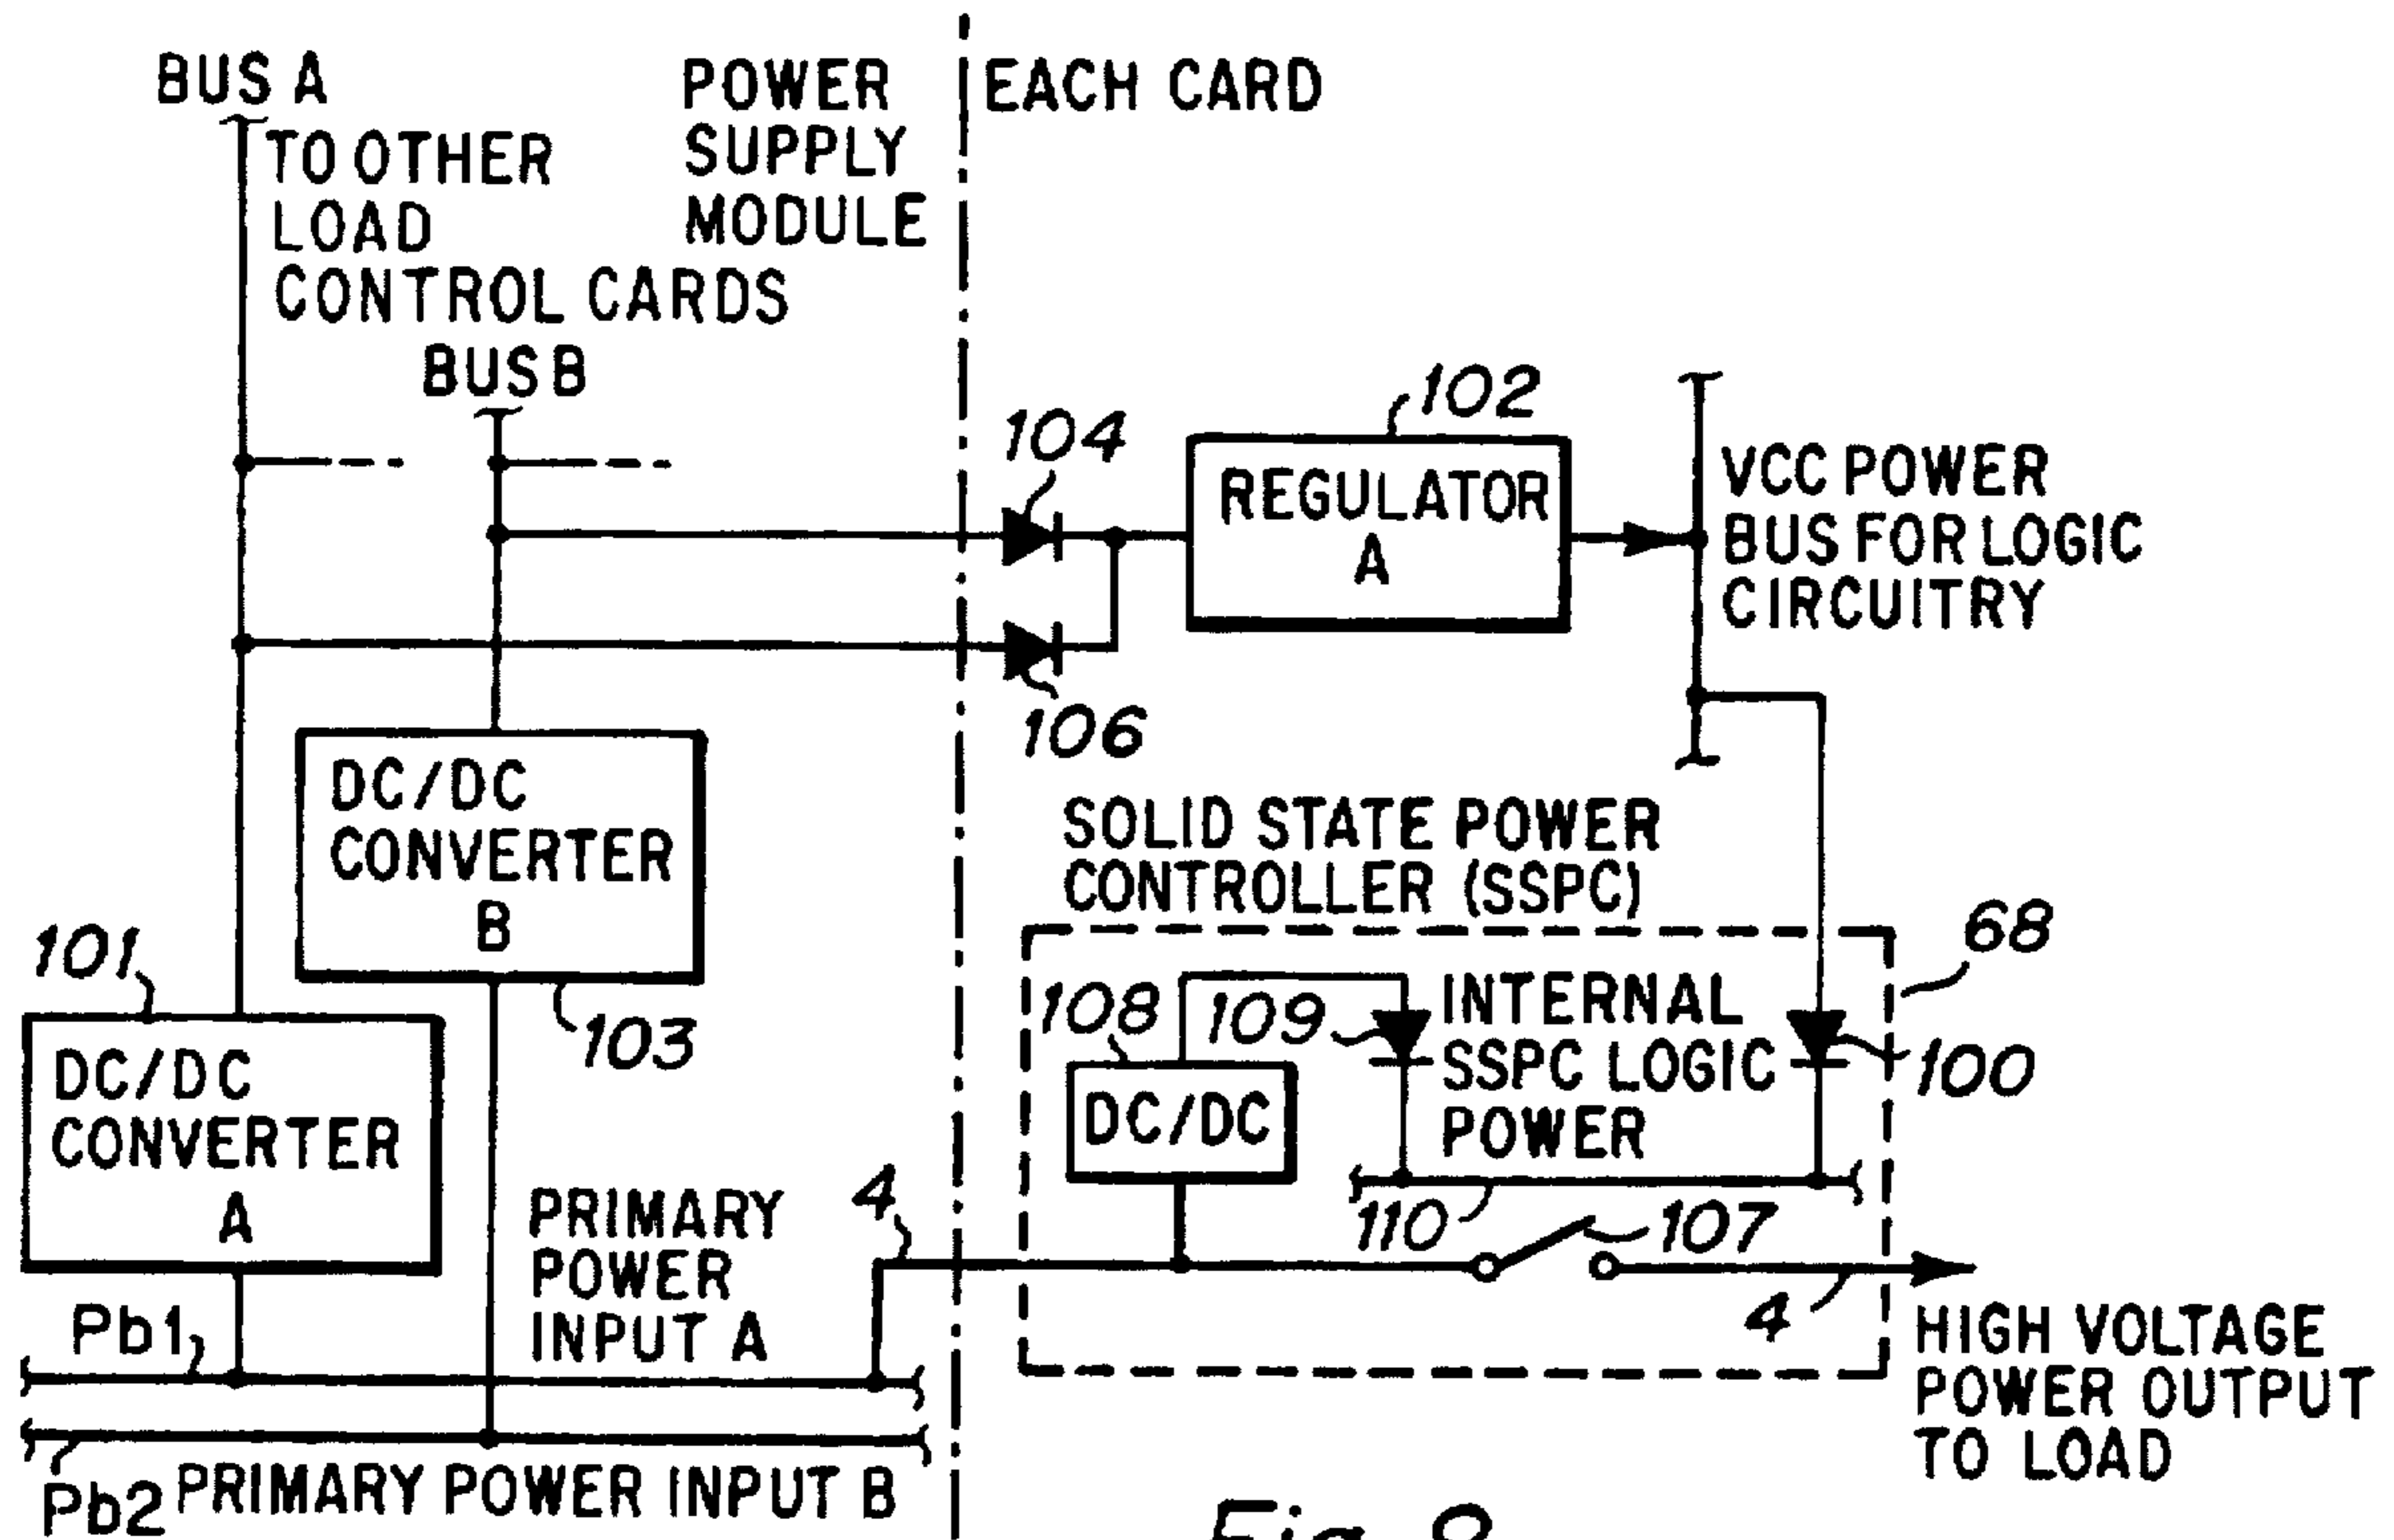 BUS A
TO OTHER
LOAD
CONTROL CARDS
BUS B
POWER
SUPPLY
MODULE
EACH CARD
104
106
102
REGULATOR
A
VCC POWER
BUS FOR LOGIC
CIRCUITRY
DC/DC
CONVERTER
B
103
101
DC/DC
CONVERTER
A
SOLID STATE POWER
CONTROLLER (SSPC)
68
108
109
DC/DC
INTERNAL
SSPC LOGIC
POWER
100
110
107
4
4
PRIMARY
POWER
INPUT A
Pb1
Pb2
PRIMARY POWER INPUT B
HIGH VOLTAGE
POWER OUTPUT
TO LOAD